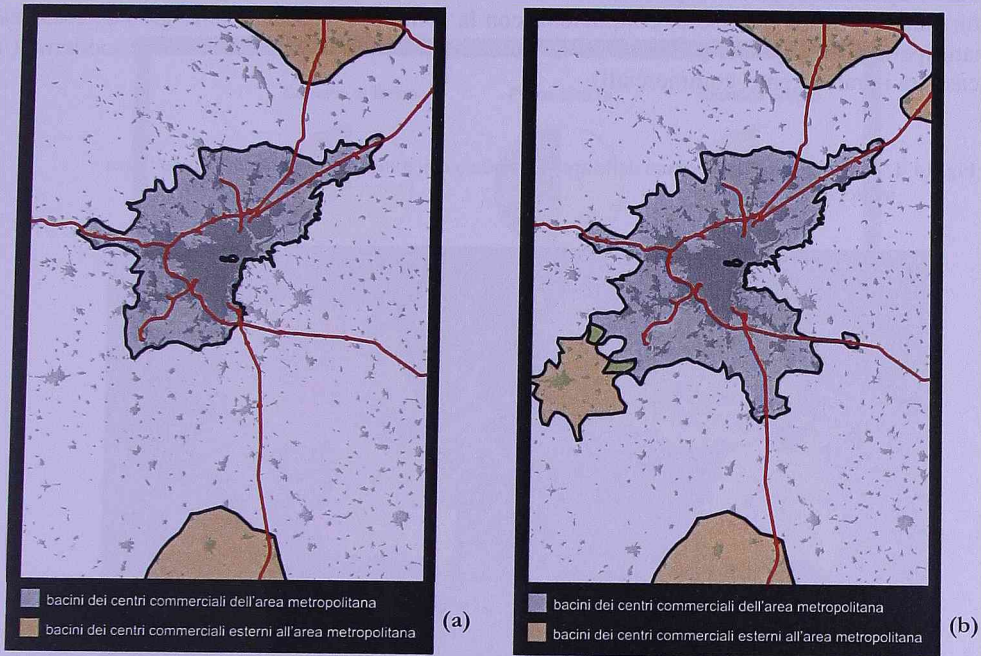 bacini dei centri commerciali dell'area metropolitana
bacini dei centri commerciali esterni all'area metropolitana
(a)
bacini dei centri commerciali dell'area metropolitana
bacini dei centri commerciali esterni all'area metropolitana
(b)